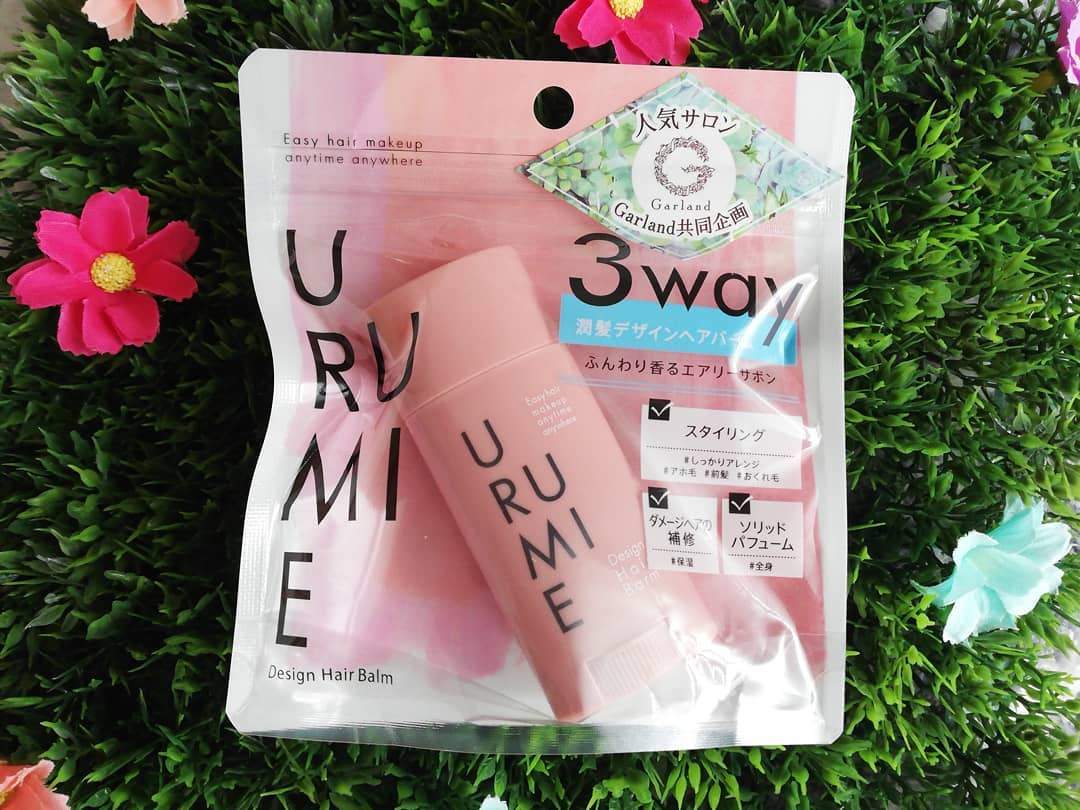 Easy hair makeup
anytime anywhere
U
RU
MI
E
Design Hair Balm
人気サロン
G
Garland
Garland共同企画
3way
潤髪デザインヘアバ
ふんわり香るエアリーサボン
スタイリング
#しっかりアレンジ
#アホ毛 #前髪 #おくれ毛
ダメージヘアの
補修
#保湿
ソリッド
パフューム
#全身
Easy hair
makeup
anytime
anywhere
U
RU
MI
E
Design
Hair
Barm